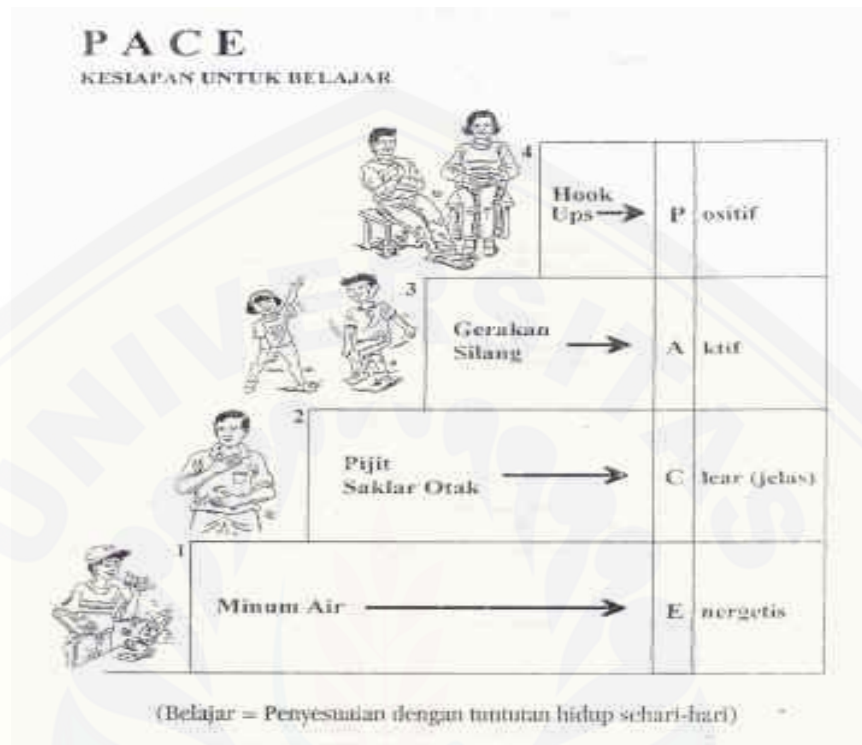 P A C E
KESIAPAN UNTUK BELAJAR
4
Hook
Ups
P ositif
3
Gerakan
Silang
A ktif
2
Pijit
Saklar Otak
C lear (jelas)
1
Minum Air
E nergetis
(Belajar = Penyesuaian dengan tuntutan hidup sehari-hari)
UNIVERSITAS